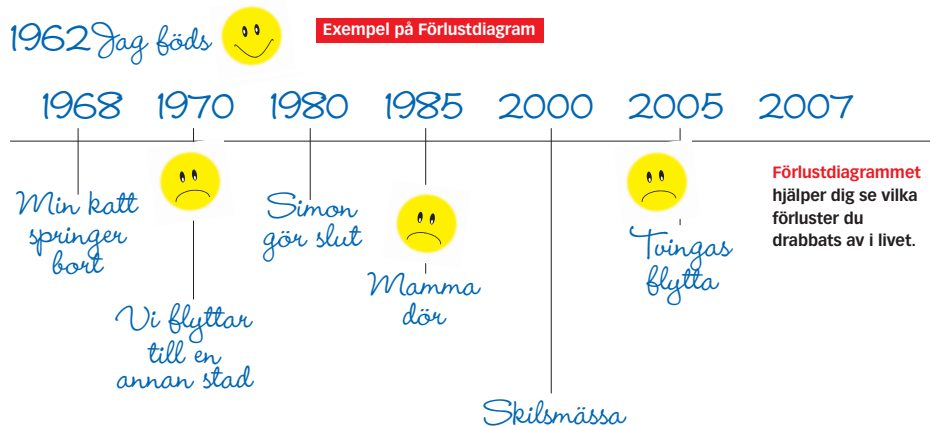 1962 Jag föds
Exempel på Förlustdiagram
1968 1970 1980 1985 2000 2005 2007
Min katt
springer
bort
Vi flyttar
till en
annan stad
Simon
gör slut
Mamma
dör
Skilsmässa
Tvingas
flytta
Förlustdiagrammet
hjälper dig se vilka
förluster du
drabbats av i livet.